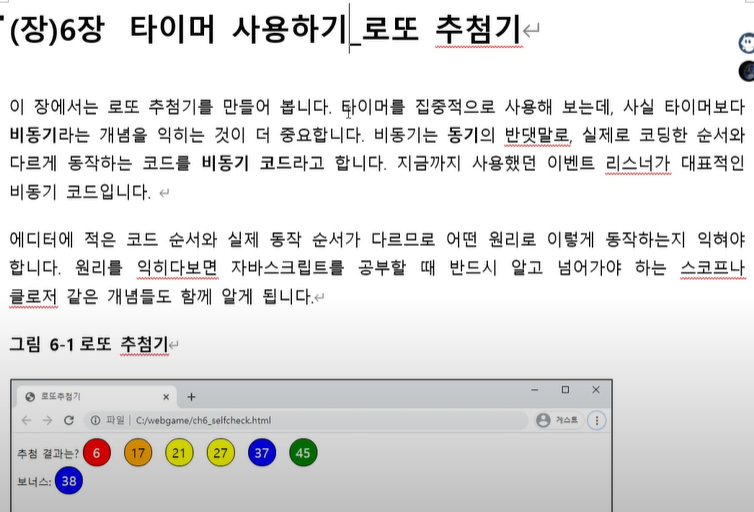 (장)6장 타이머 사용하기_로또 추첨기
이 장에서는 로또 추첨기를 만들어 봅니다. 타이머를 집중적으로 사용해 보는데, 사실 타이머보다
비동기라는 개념을 익히는 것이 더 중요합니다. 비동기는 동기의 반댓말로, 실제로 코딩한 순서와
다르게 동작하는 코드를 비동기 코드라고 합니다. 지금까지 사용했던 이벤트 리스너가 대표적인
비동기 코드입니다.
에디터에 적은 코드 순서와 실제 동작 순서가 다르므로 어떤 원리로 이렇게 동작하는지 익혀야
합니다. 원리를 익히다보면 자바스크립트를 공부할 때 반드시 알고 넘어가야 하는 스코프나
클로저 같은 개념들도 함께 알게 됩니다.
그림 6-1 로또 추첨기
로또추첨기
파일 C:/webgame/ch6_selfcheck.html 게스트
추첨 결과는? 6 17 21 27 37 45
보너스: 38